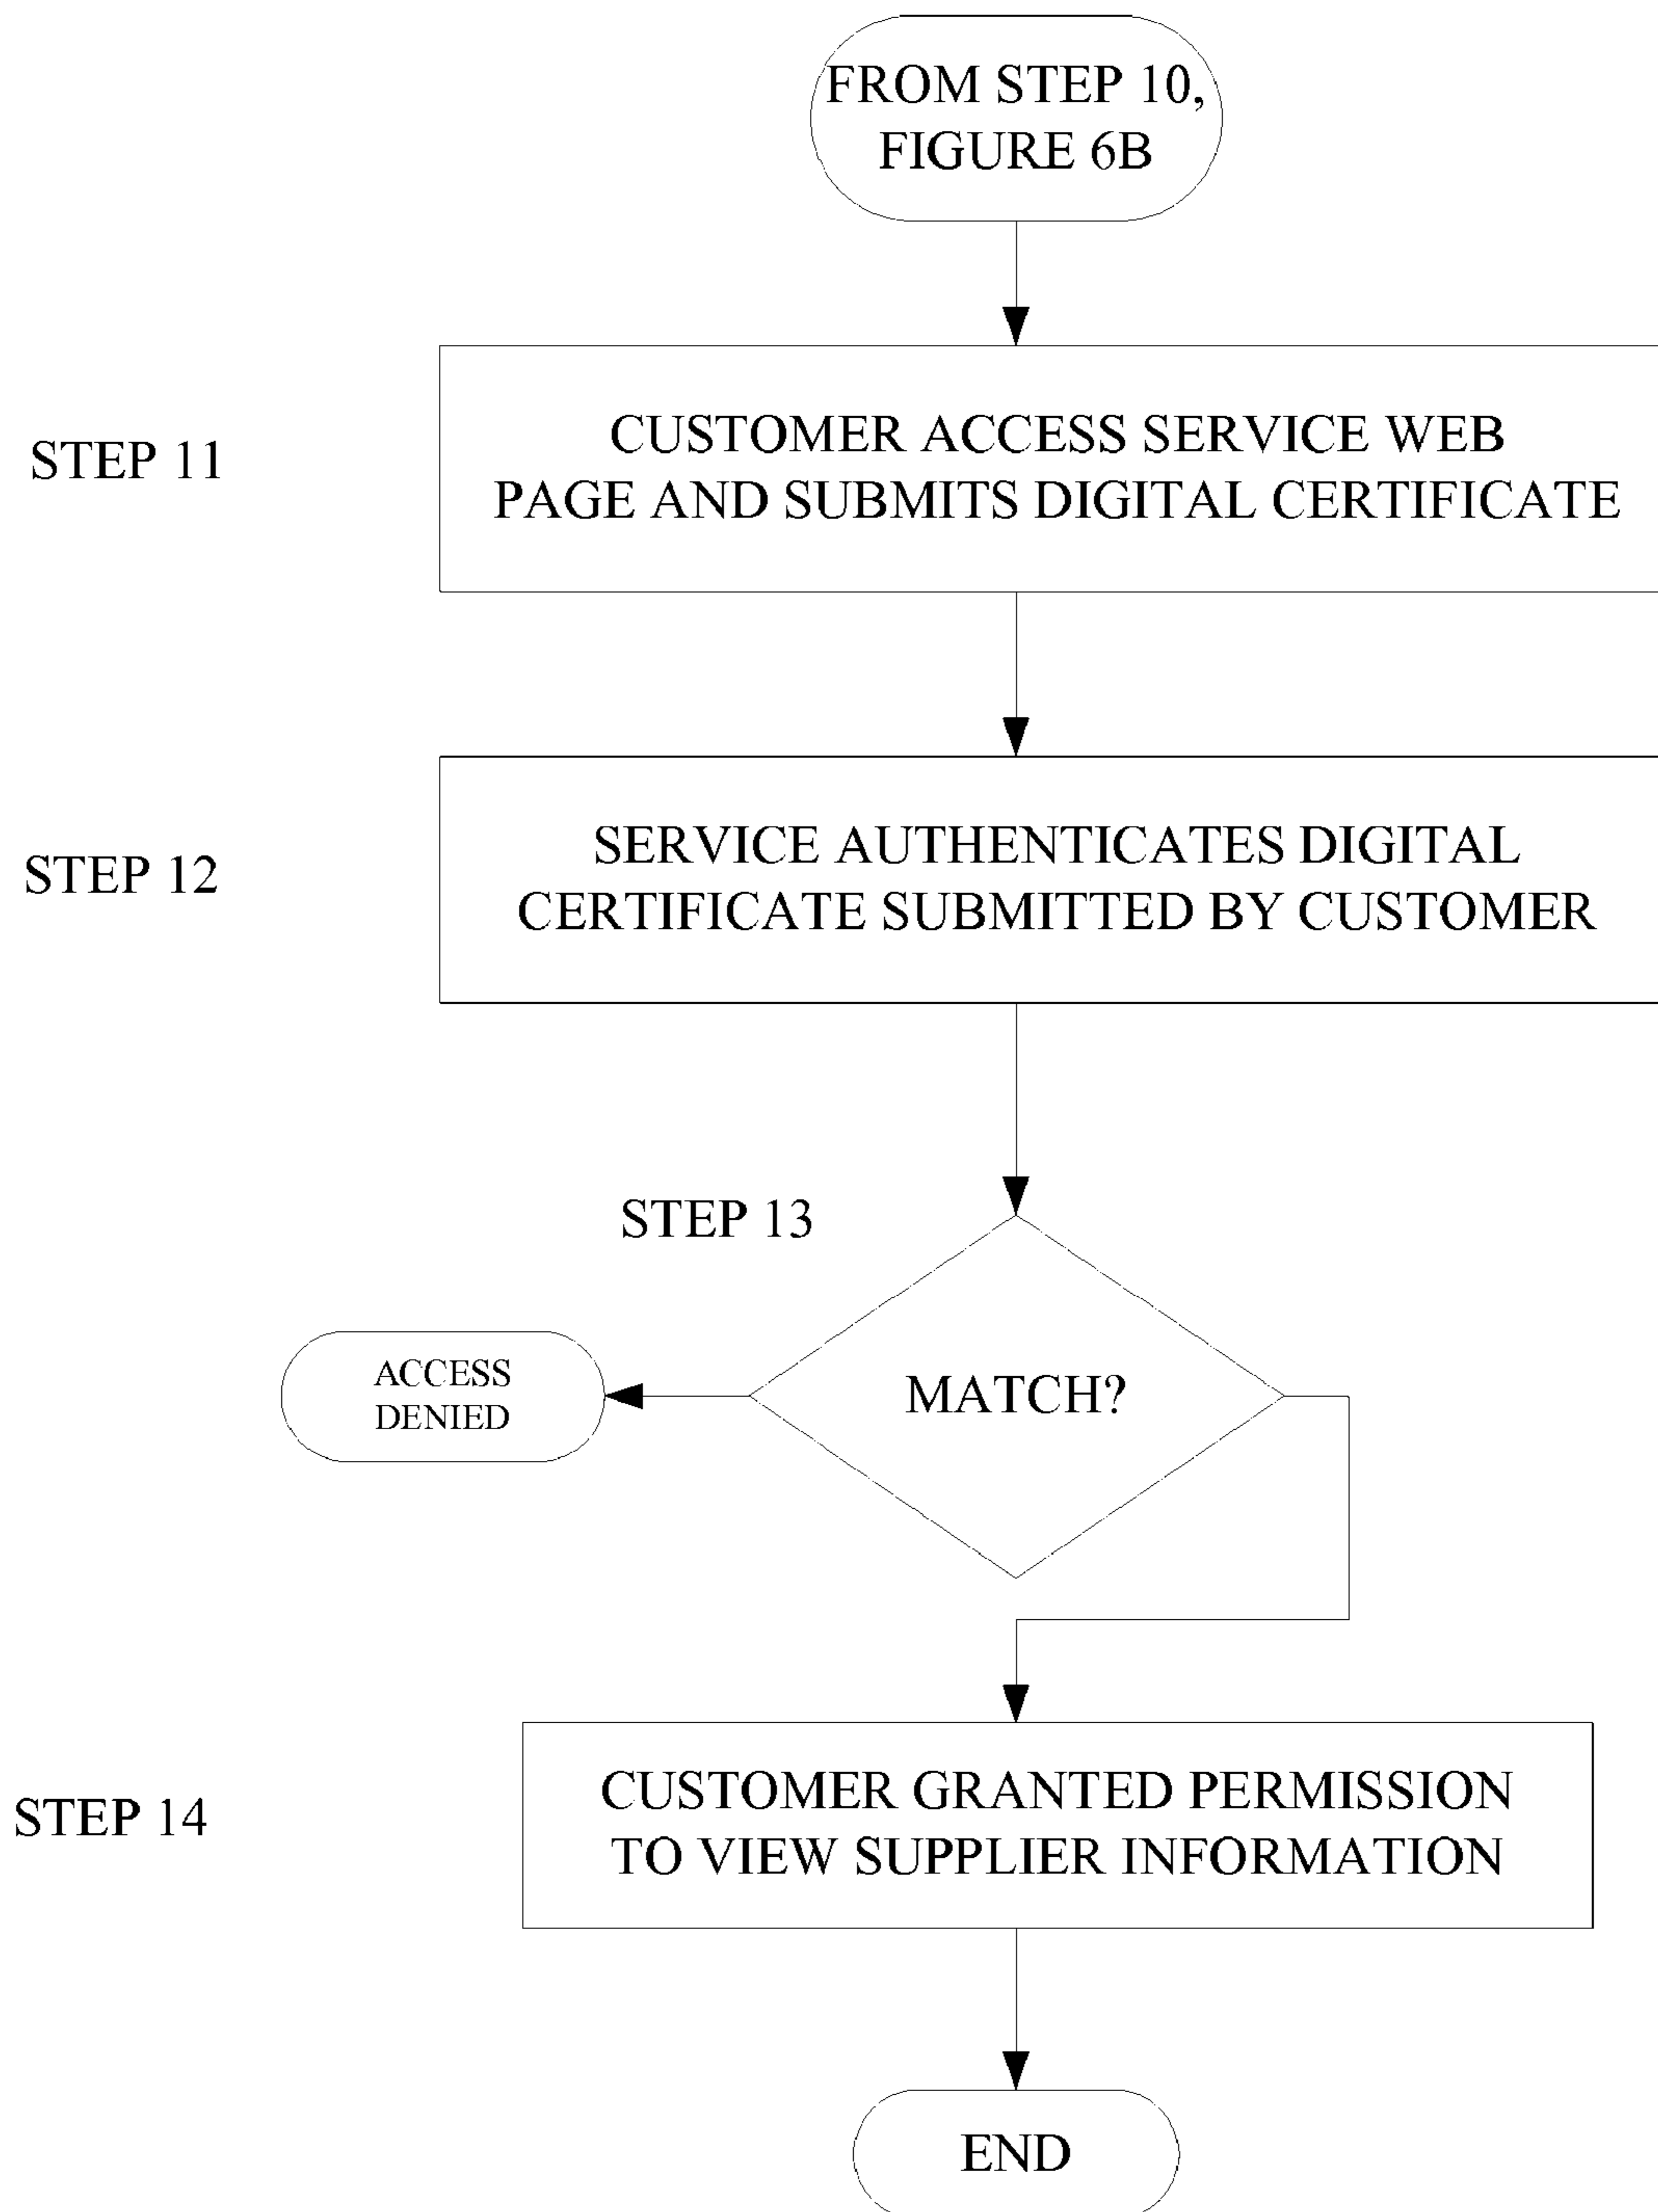 FROM STEP 10,
FIGURE 6B
STEP 11
CUSTOMER ACCESS SERVICE WEB
PAGE AND SUBMITS DIGITAL CERTIFICATE
STEP 12
SERVICE AUTHENTICATES DIGITAL
CERTIFICATE SUBMITTED BY CUSTOMER
STEP 13
MATCH?
ACCESS
DENIED
STEP 14
CUSTOMER GRANTED PERMISSION
TO VIEW SUPPLIER INFORMATION
END